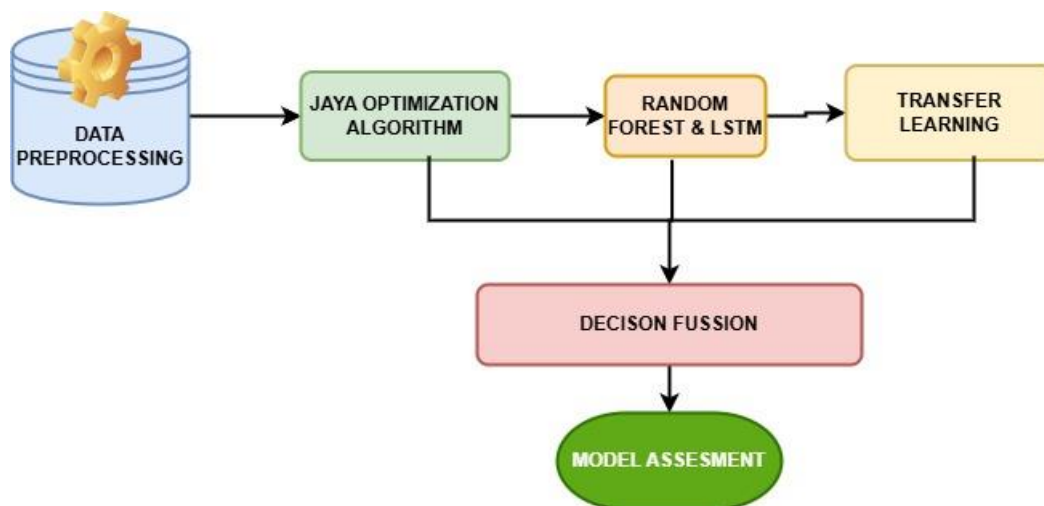 DATA
PREPROCESSING
JAYA OPTIMIZATION
ALGORITHM
RANDOM
FOREST & LSTM
TRANSFER
LEARNING
DECISON FUSSION
MODEL ASSESMENT